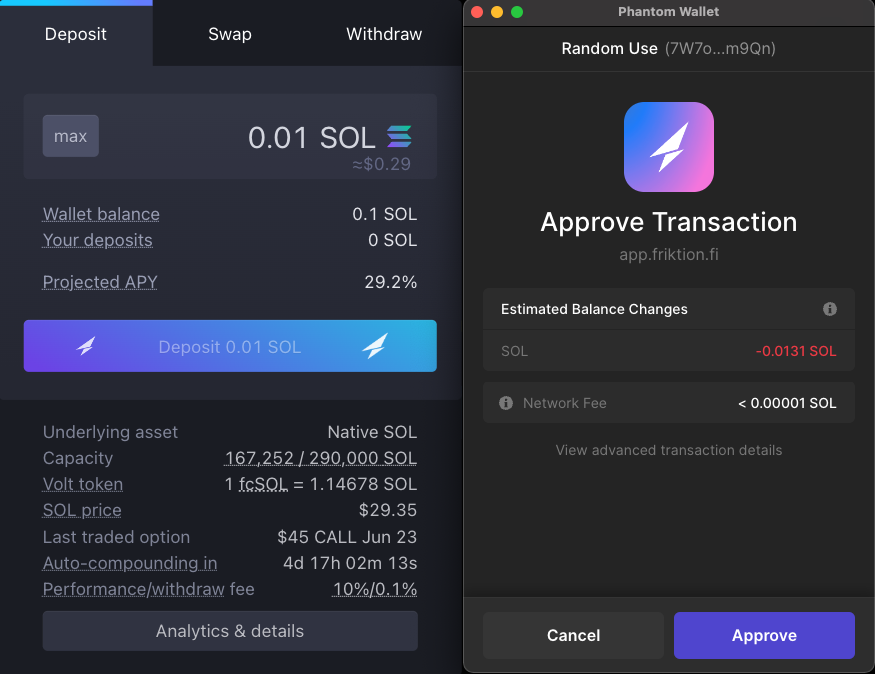 Deposit Swap Withdraw
max 0.01 SOL
≈$0.29
Wallet balance 0.1 SOL
Your deposits 0 SOL
Projected APY 29.2%
Deposit 0.01 SOL
Underlying asset Native SOL
Capacity 167,252 / 290,000 SOL
Volt token 1 fcSOL = 1.14678 SOL
SOL price $29.35
Last traded option $45 CALL Jun 23
Auto-compounding in 4d 17h 02m 13s
Performance/withdraw fee 10%/0.1%
Analytics & details
Phantom Wallet
Random Use (7W7o...m9Qn)
Approve Transaction
app.friktion.fi
Estimated Balance Changes
SOL -0.0131 SOL
Network Fee < 0.00001 SOL
View advanced transaction details
Cancel Approve